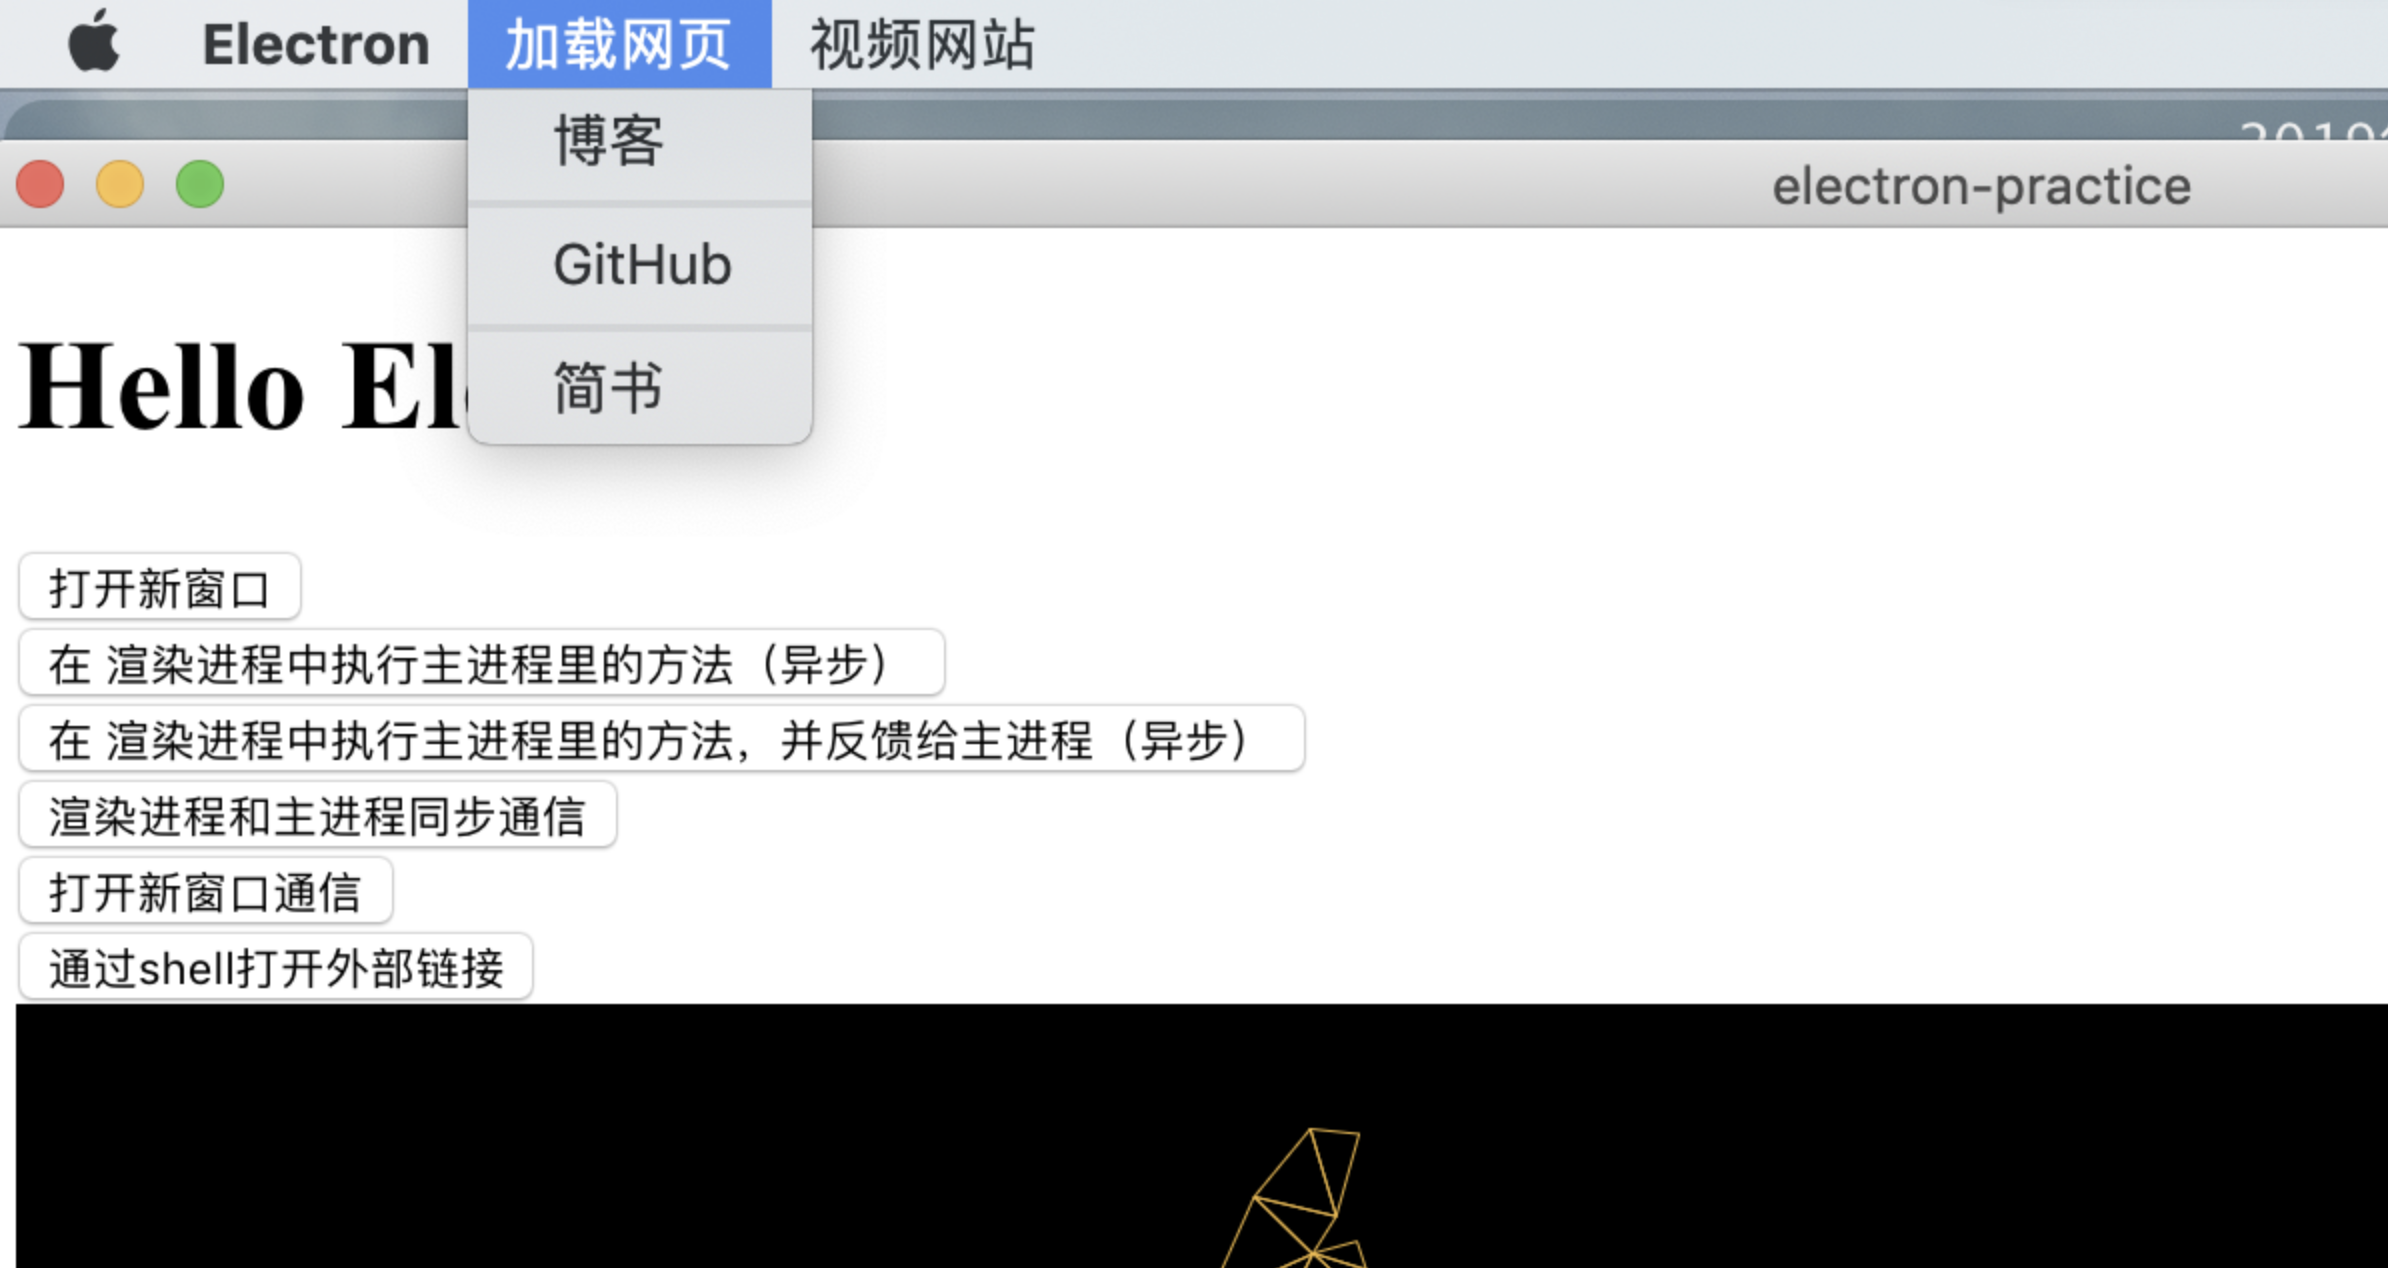 Electron 加载网页 视频网站
博客
electron-practice
GitHub
Hello
简书
打开新窗口
在 渲染进程中执行主进程里的方法（异步）
在 渲染进程中执行主进程里的方法，并反馈给主进程（异步）
渲染进程和主进程同步通信
打开新窗口通信
通过shell打开外部链接